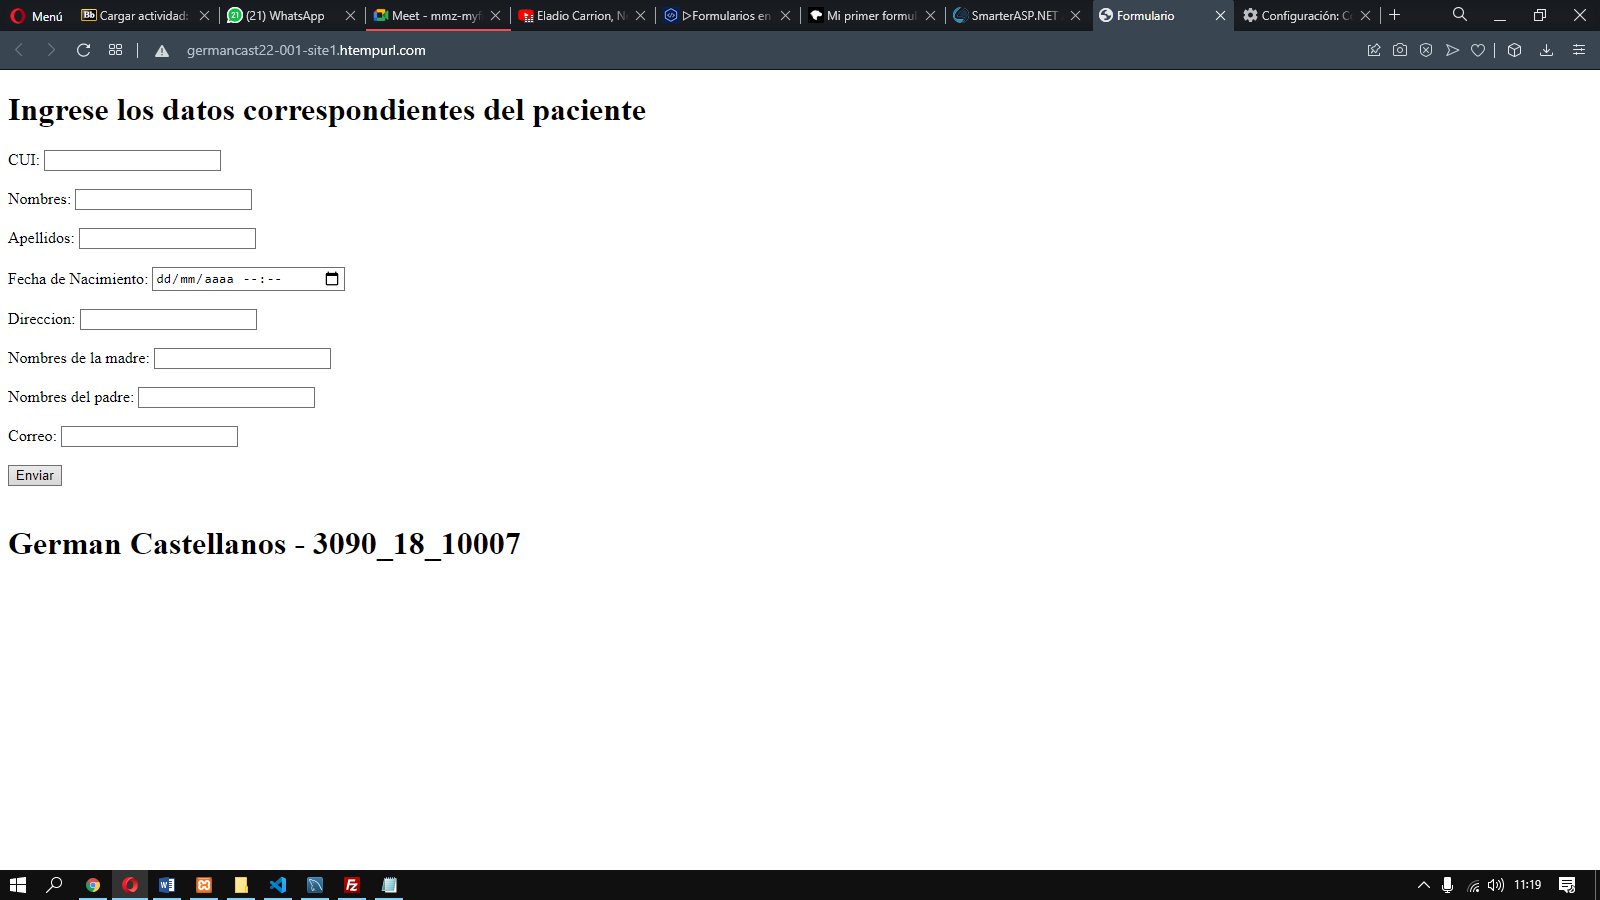 Menú
Cargar actividad:
(21) WhatsApp
Meet - mmz-myf
Eladio Carrion, N
▷Formularios en
Mi primer formul
SmarterASP.NET
Formulario
Configuración: C
germancast22-001-site1.htempurl.com
Ingrese los datos correspondientes del paciente
CUI:
Nombres:
Apellidos:
Fecha de Nacimiento: dd/mm/aaaa --:--
Direccion:
Nombres de la madre:
Nombres del padre:
Correo:
Enviar
German Castellanos - 3090_18_10007
11:19